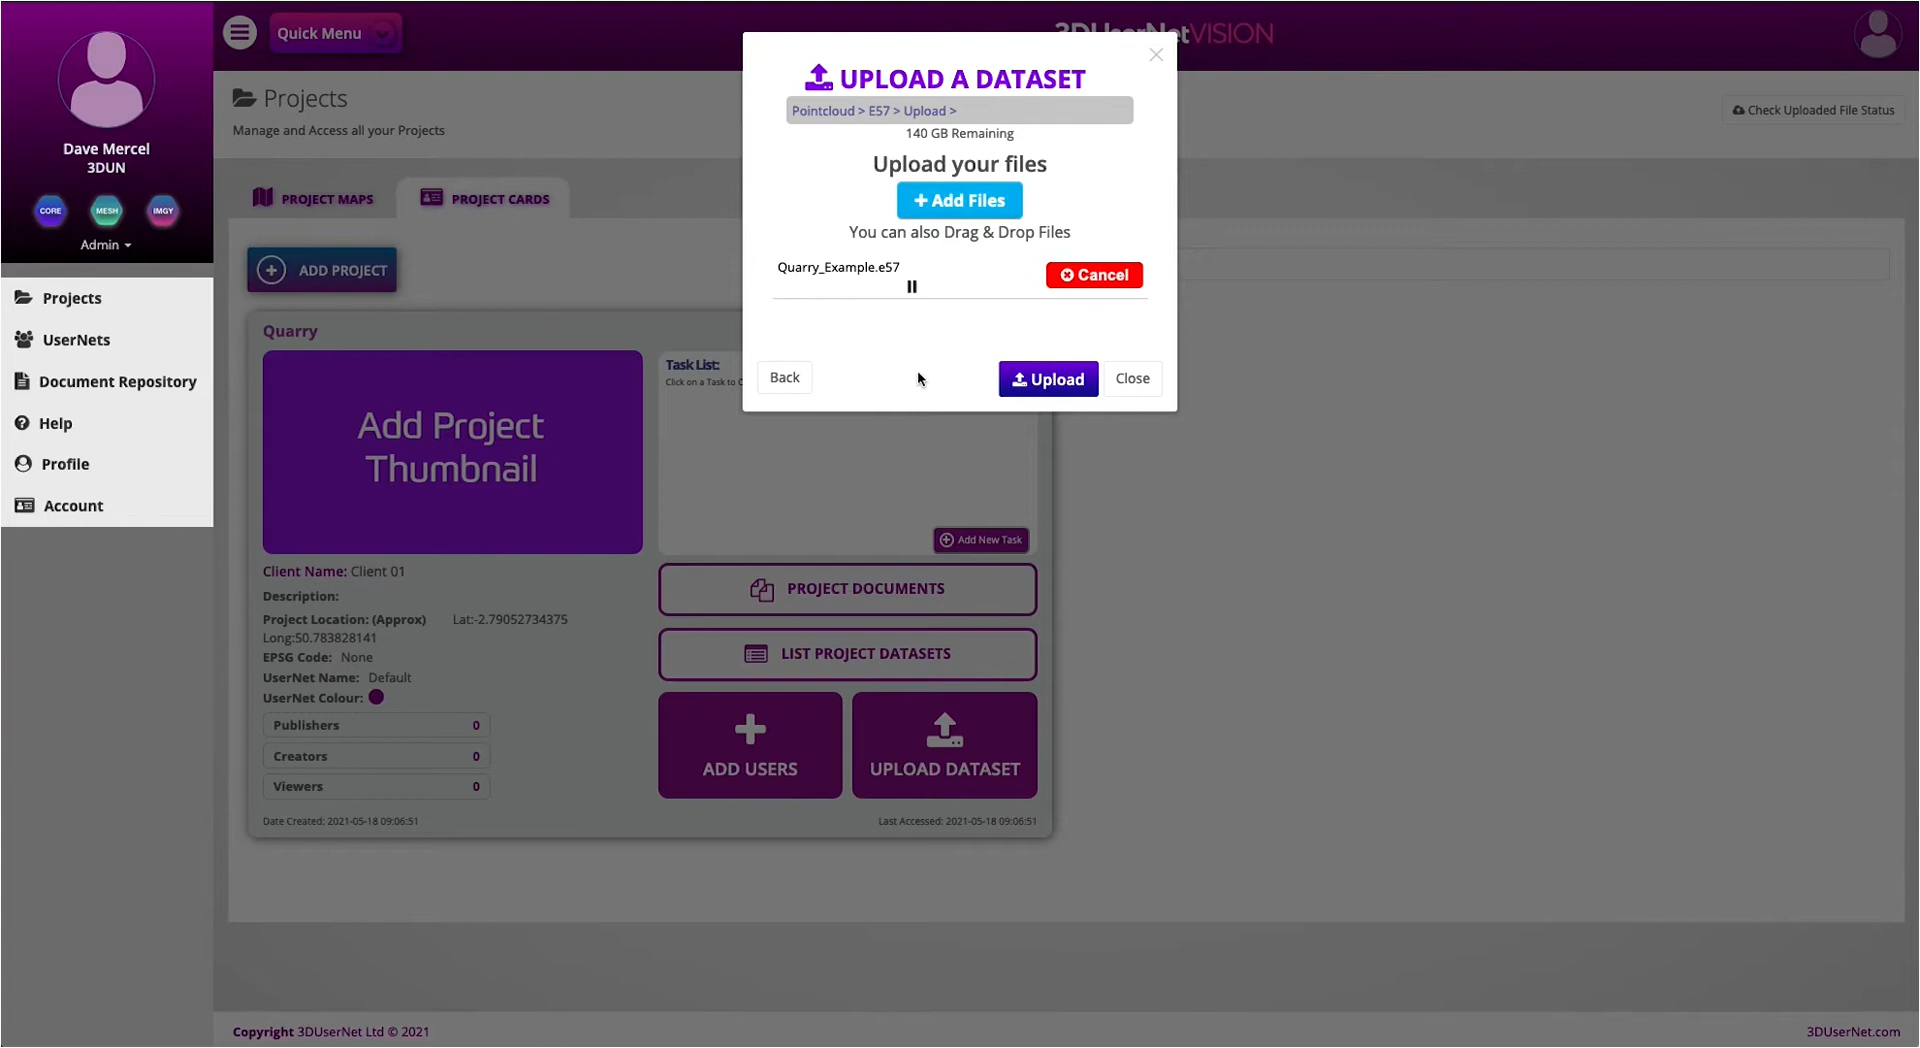 Quick Menu
3DUserNetVISION
Dave Mercel
3DUN
CORE
MESH
IMGY
Admin
Projects
UserNets
Document Repository
Help
Profile
Account
Projects
Manage and Access all your Projects
Check Uploaded File Status
PROJECT MAPS
PROJECT CARDS
ADD PROJECT
UPLOAD A DATASET
Pointcloud > E57 > Upload >
140 GB Remaining
Upload your files
+ Add Files
You can also Drag & Drop Files
Quarry_Example.e57
Cancel
Back
Upload
Close
Quarry
Add Project
Thumbnail
Task List:
Click on a Task to
Add New Task
Client Name: Client 01
Description:
Project Location: (Approx) Lat:-2.79052734375
Long:50.783828141
EPSG Code: None
UserNet Name: Default
UserNet Colour:
Publishers 0
Creators 0
Viewers 0
PROJECT DOCUMENTS
LIST PROJECT DATASETS
ADD USERS
UPLOAD DATASET
Date Created: 2021-05-18 09:06:51
Last Accessed: 2021-05-18 09:06:51
Copyright 3DUserNet Ltd © 2021
3DUserNet.com